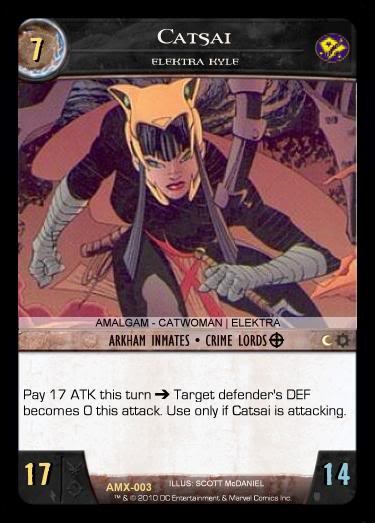 7
CATSAI
ELEKTRA KYLE
AMALGAM - CATWOMAN | ELEKTRA
ARKHAM INMATES • CRIME LORDS
Pay 17 ATK this turn ➔ Target defender's DEF
becomes 0 this attack. Use only if Catsai is attacking.
17
AMX-003
ILLUS: SCOTT McDANIEL
™ & © 2010 DC Entertainment & Marvel Comics Inc.
14